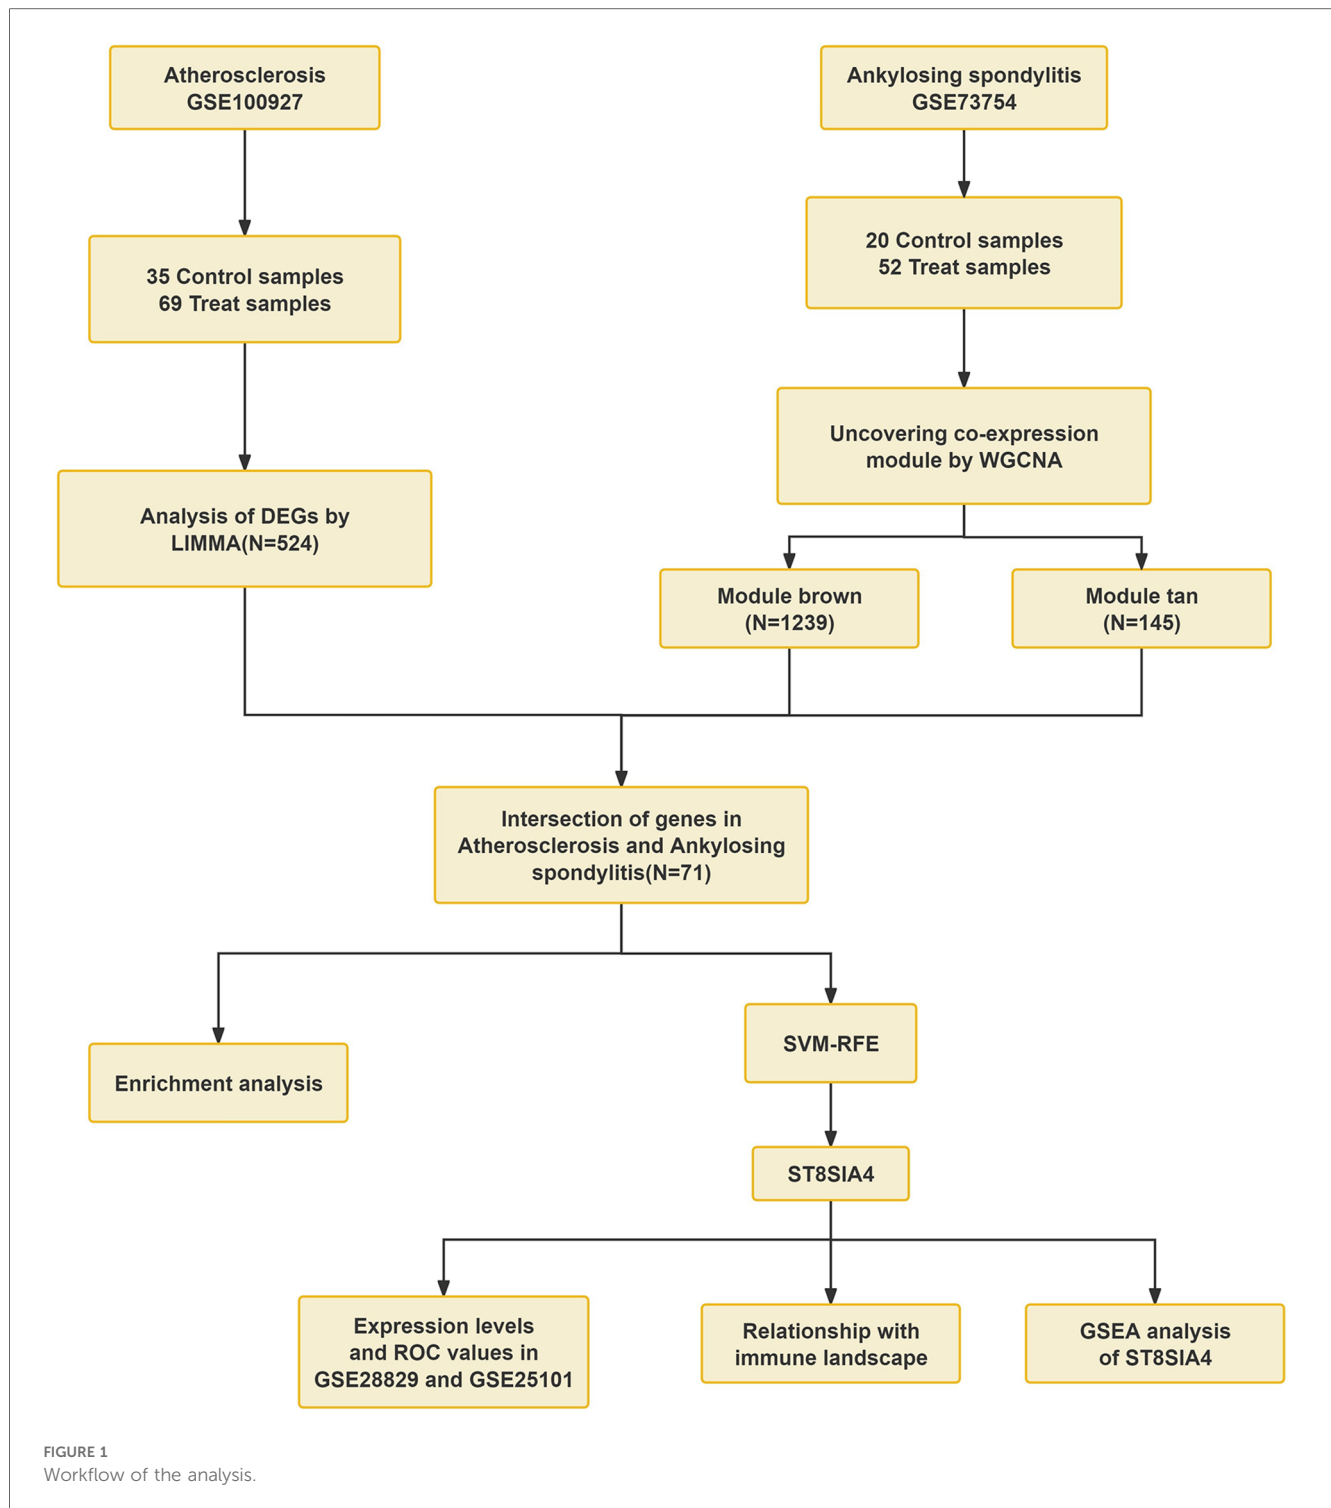 Atherosclerosis
GSE100927
Ankylosing spondylitis
GSE73754
35 Control samples
69 Treat samples
20 Control samples
52 Treat samples
Uncovering co-expression
module by WGCNA
Analysis of DEGs by
LIMMA(N=524)
Module brown
(N=1239)
Module tan
(N=145)
Intersection of genes in
Atherosclerosis and Ankylosing
spondylitis(N=71)
Enrichment analysis
SVM-RFE
ST8SIA4
Expression levels
and ROC values in
GSE28829 and GSE25101
Relationship with
immune landscape
GSEA analysis
of ST8SIA4
FIGURE 1
Workflow of the analysis.